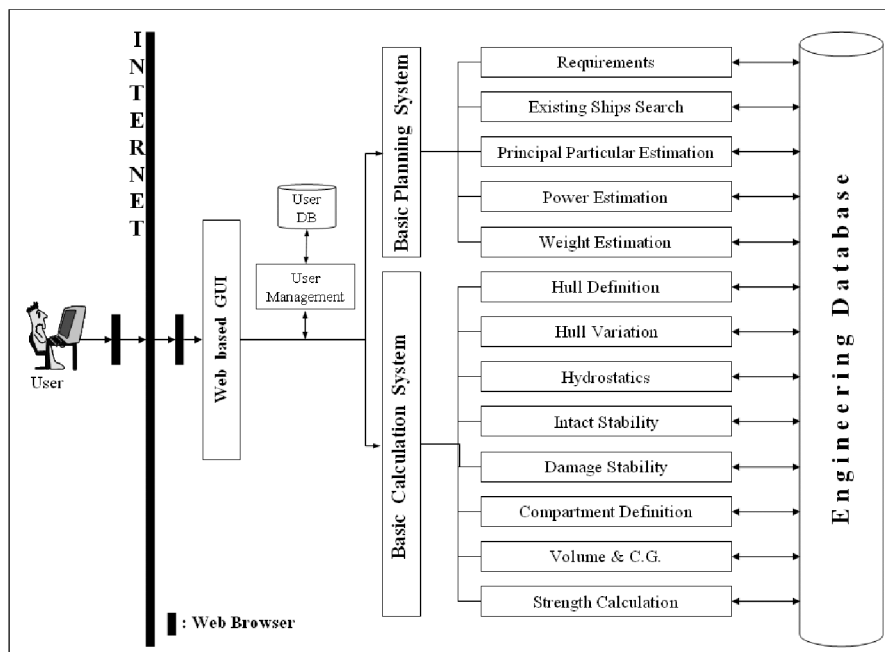 INTERNET
User
Web based GUI
User
DB
User
Management
Basic Planning System
Basic Calculation System
Requirements
Existing Ships Search
Principal Particular Estimation
Power Estimation
Weight Estimation
Hull Definition
Hull Variation
Hydrostatics
Intact Stability
Damage Stability
Compartment Definition
Volume & C.G.
Strength Calculation
Engineering Database
: Web Browser